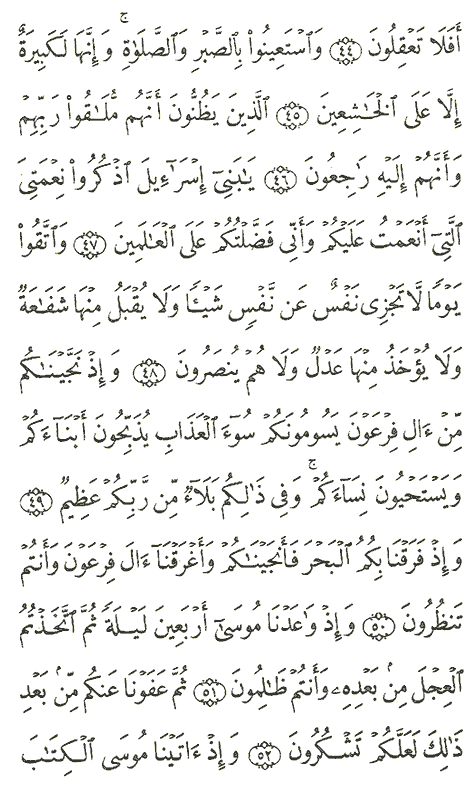 أَفَلَا تَعۡقِلُونَ ﴿٤٤﴾ وَٱسۡتَعِينُواْ بِٱلصَّبۡرِ وَٱلصَّلَوٰةِۚ وَإِنَّهَا لَكَبِيرَةٌ
إِلَّا عَلَى ٱلۡخَٰشِعِينَ ﴿٤٥﴾ ٱلَّذِينَ يَظُنُّونَ أَنَّهُم مُّلَٰقُواْ رَبِّهِمۡ
وَأَنَّهُمۡ إِلَيۡهِ رَٰجِعُونَ ﴿٤٦﴾ يَٰبَنِيٓ إِسۡرَٰٓءِيلَ ٱذۡكُرُواْ نِعۡمَتِيَ
ٱلَّتِيٓ أَنۡعَمۡتُ عَلَيۡكُمۡ وَأَنِّي فَضَّلۡتُكُمۡ عَلَى ٱلۡعَٰلَمِينَ ﴿٤٧﴾ وَٱتَّقُواْ
يَوۡمٗا لَّا تَجۡزِي نَفۡسٌ عَن نَّفۡسٖ شَيۡـٔٗا وَلَا يُقۡبَلُ مِنۡهَا شَفَٰعَةٞ
وَلَا يُؤۡخَذُ مِنۡهَا عَدۡلٞ وَلَا هُمۡ يُنصَرُونَ ﴿٤٨﴾ وَإِذۡ نَجَّيۡنَٰكُم
مِّنۡ ءَالِ فِرۡعَوۡنَ يَسُومُونَكُمۡ سُوٓءَ ٱلۡعَذَابِ يُذَبِّحُونَ أَبۡنَآءَكُمۡ
وَيَسۡتَحۡيُونَ نِسَآءَكُمۡۚ وَفِي ذَٰلِكُم بَلَآءٞ مِّن رَّبِّكُمۡ عَظِيمٞ ﴿٤٩﴾
وَإِذۡ فَرَقۡنَا بِكُمُ ٱلۡبَحۡرَ فَأَنجَيۡنَٰكُمۡ وَأَغۡرَقۡنَآ ءَالَ فِرۡعَوۡنَ وَأَنتُمۡ
تَنظُرُونَ ﴿٥٠﴾ وَإِذۡ وَٰعَدۡنَا مُوسَىٰٓ أَرۡبَعِينَ لَيۡلَةٗ ثُمَّ ٱتَّخَذۡتُمُ
ٱلۡعِجۡلَ مِنۢ بَعۡدِهِۦ وَأَنتُمۡ ظَٰلِمُونَ ﴿٥١﴾ ثُمَّ عَفَوۡنَا عَنكُم مِّنۢ بَعۡدِ
ذَٰلِكَ لَعَلَّكُمۡ تَشۡكُرُونَ ﴿٥٢﴾ وَإِذۡ ءَاتَيۡنَا مُوسَى ٱلۡكِتَٰبَ